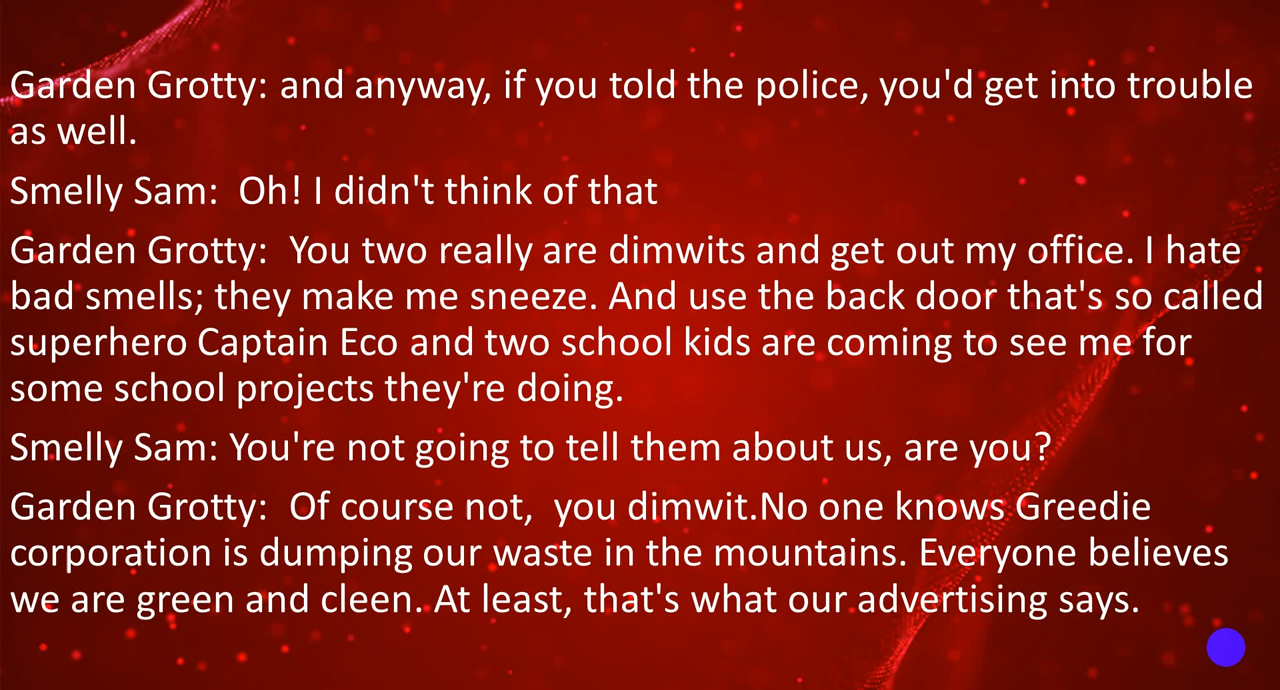 Garden Grotty: and anyway, if you told the police, you'd get into trouble
as well.
Smelly Sam:  Oh! I didn't think of that
Garden Grotty:  You two really are dimwits and get out my office. I hate
bad smells; they make me sneeze. And use the back door that's so called
superhero Captain Eco and two school kids are coming to see me for
some school projects they're doing.
Smelly Sam: You're not going to tell them about us, are you?
Garden Grotty:  Of course not,  you dimwit.No one knows Greedie
corporation is dumping our waste in the mountains. Everyone believes
we are green and cleen. At least, that's what our advertising says.